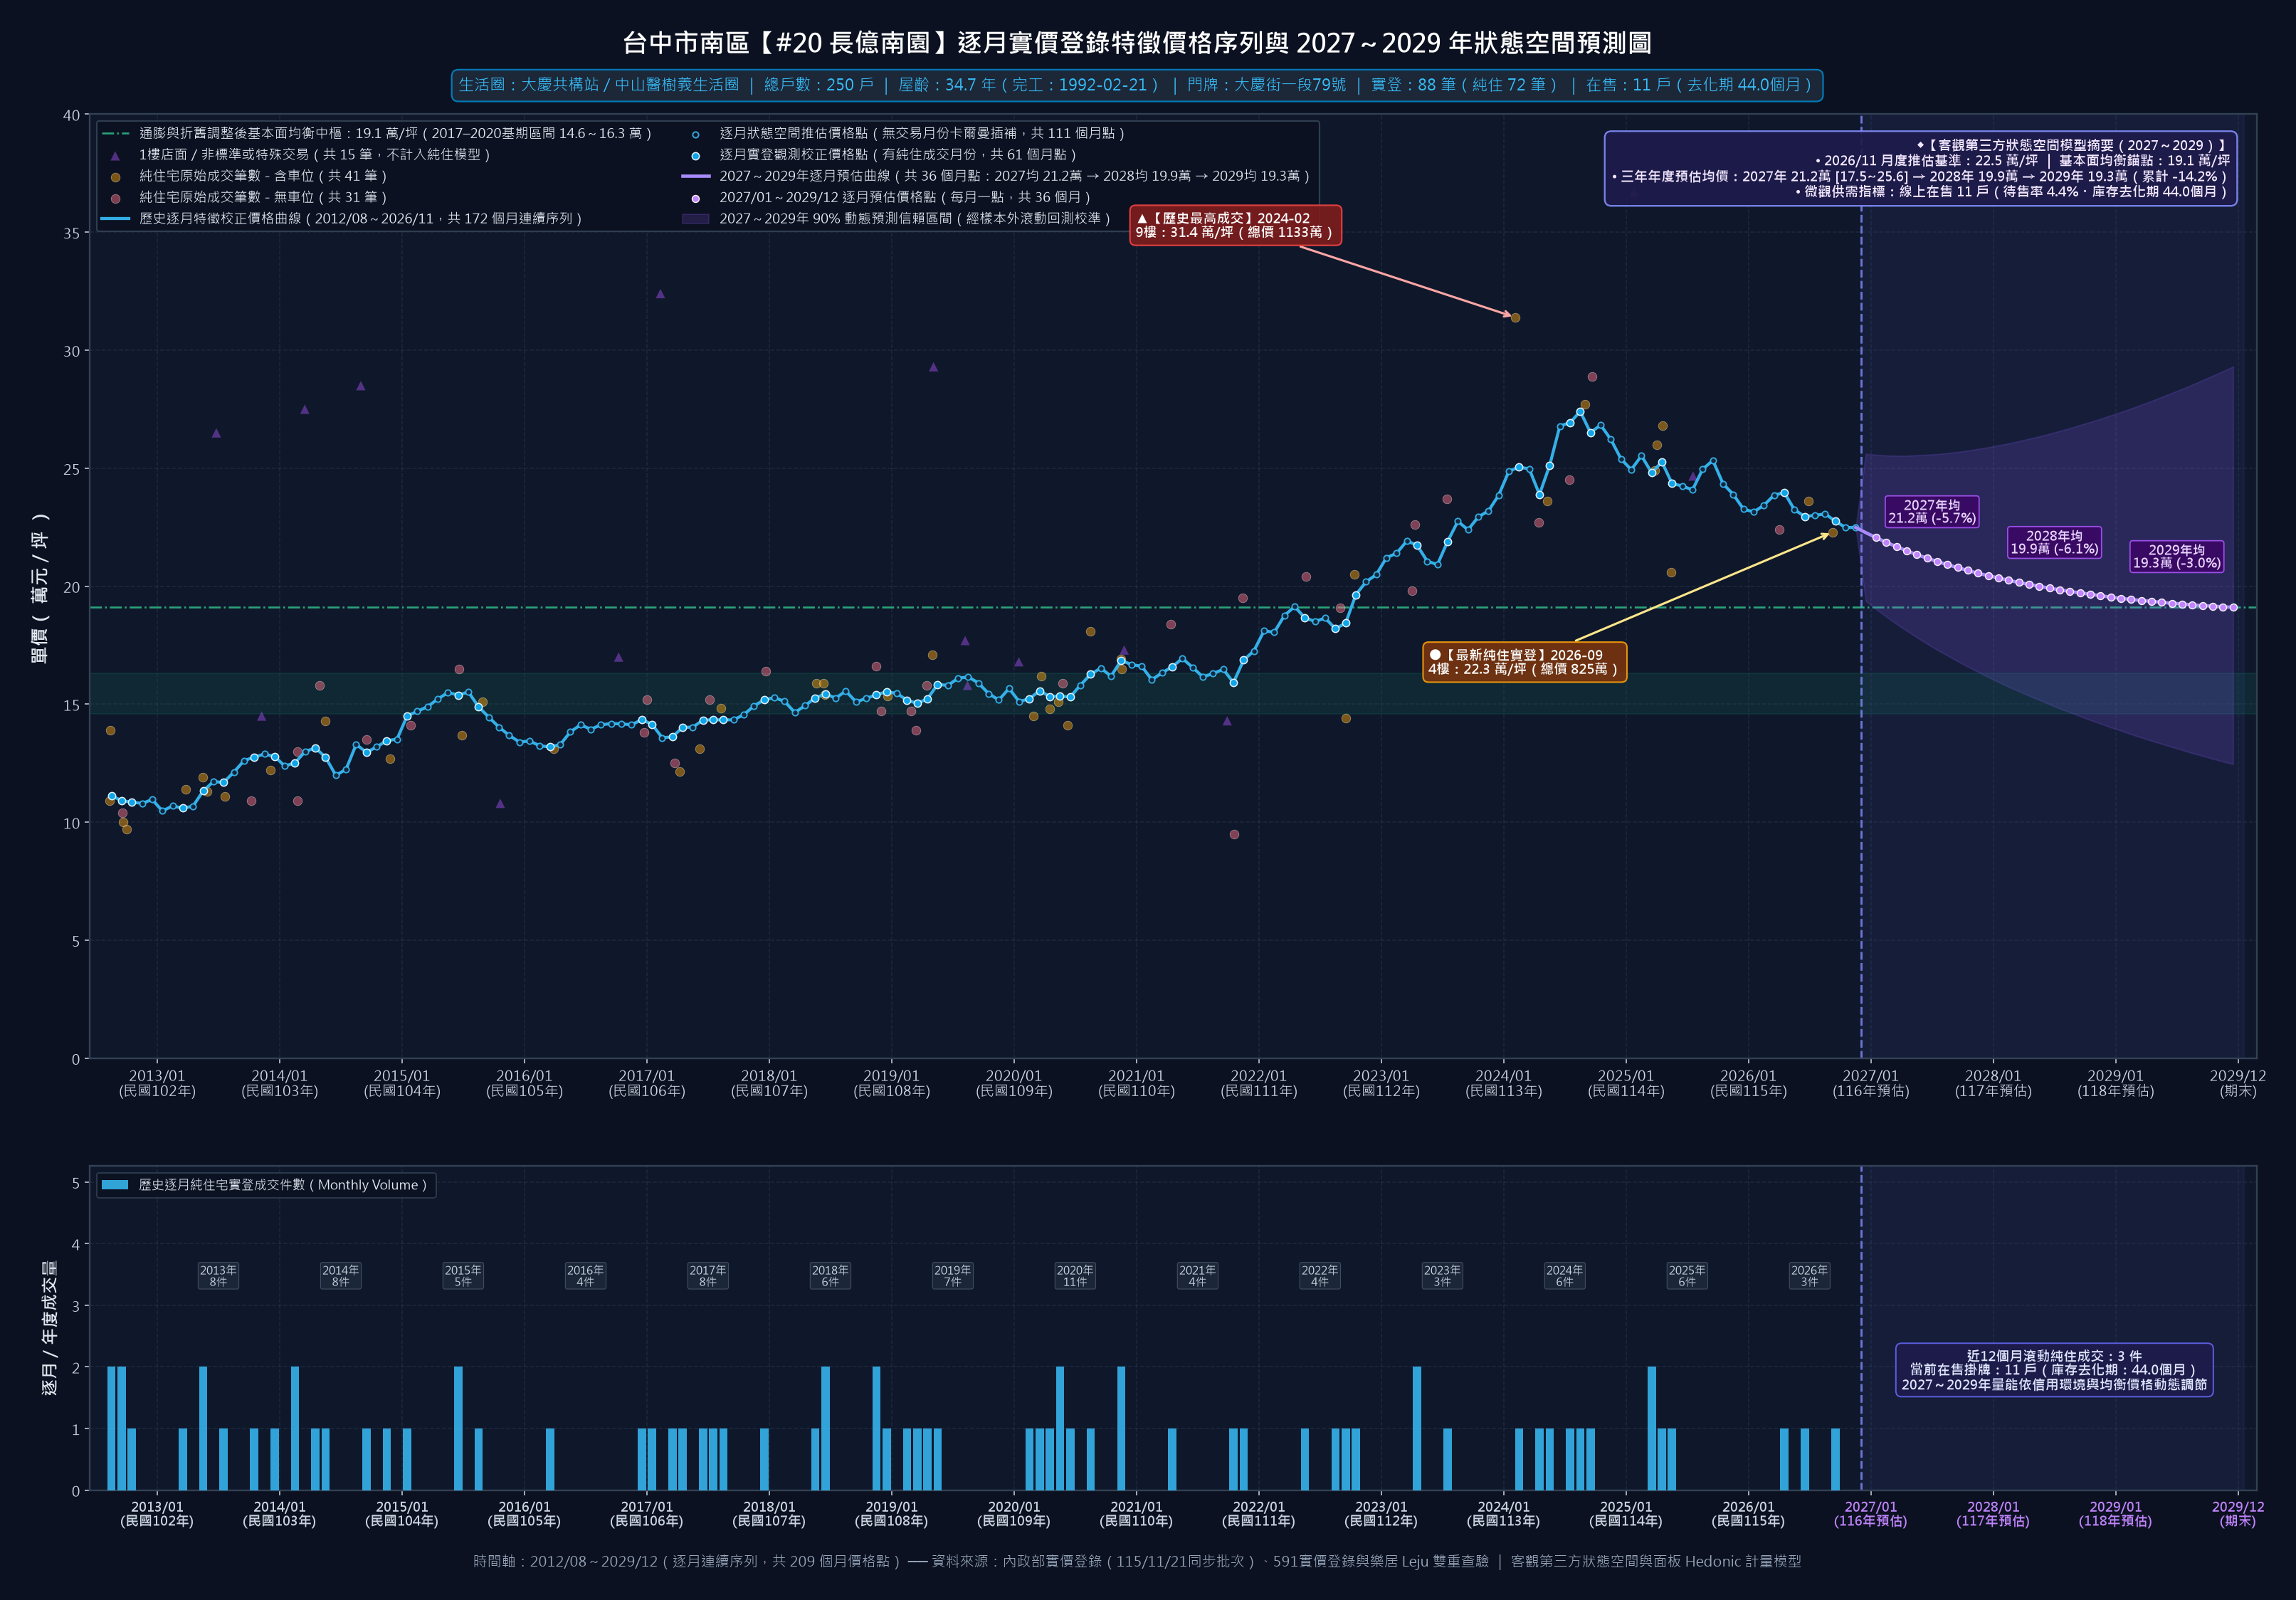 台中市南區【#20 長億南園】逐月實價登錄特徵價格序列與 2027～2029 年狀態空間預測圖
生活圈：大慶共構站 / 中山醫樹義生活圈 | 總戶數：250 戶 | 屋齡：34.7 年（完工：1992-02-21） | 門牌：大慶街一段79號 | 實登：88 筆（純住 72 筆） | 在售：11 戶（去化期 44.0個月）
通膨與折舊調整後基本面均衡中樞：19.1 萬/坪（2017–2020基期區間 14.6～16.3 萬）
1樓店面 / 非標準或特殊交易（共 15 筆，不計入純住模型）
純住宅原始成交筆數 - 含車位（共 41 筆）
純住宅原始成交筆數 - 無車位（共 31 筆）
歷史逐月特徵校正價格曲線（2012/08～2026/11，共 172 個月連續序列）
逐月狀態空間推估價格點（無交易月份卡爾曼插補，共 111 個月點）
逐月實登觀測校正價格點（有純住成交月份，共 61 個月點）
2027～2029年逐月預估曲線（共 36 個月點：2027均 21.2萬 → 2028均 19.9萬 → 2029均 19.3萬）
2027/01～2029/12 逐月預估價格點（每月一點，共 36 個月）
2027～2029年 90% 動態預測信賴區間（經樣本外滾動回測校準）
◆【客觀第三方狀態空間模型摘要（2027～2029）】
• 2026/11 月度推估基準：22.5 萬/坪 | 基本面均衡錨點：19.1 萬/坪
• 三年年度預估均價：2027年 21.2萬 [17.5~25.6] → 2028年 19.9萬 → 2029年 19.3萬（累計 -14.2%）
• 微觀供需指標：線上在售 11 戶（待售率 4.4%．庫存去化期 44.0個月）
▲【歷史最高成交】2024-02
9樓：31.4 萬/坪（總價 1133萬）
2027年均
21.2萬 (-5.7%)
2028年均
19.9萬 (-6.1%)
2029年均
19.3萬 (-3.0%)
●【最新純住實登】2026-09
4樓：22.3 萬/坪（總價 825萬）
單價（萬元 / 坪）
40
35
30
25
20
15
10
5
0
2013/01 2014/01 2015/01 2016/01 2017/01 2018/01 2019/01 2020/01 2021/01 2022/01 2023/01 2024/01 2025/01 2026/01 2027/01 2028/01 2029/01 2029/12
(民國102年) (民國103年) (民國104年) (民國105年) (民國106年) (民國107年) (民國108年) (民國109年) (民國110年) (民國111年) (民國112年) (民國113年) (民國114年) (民國115年) (116年預估) (117年預估) (118年預估) (期末)
歷史逐月純住宅實登成交件數（Monthly Volume）
逐月 / 年度成交量
5
4
3
2
1
0
2013年 2014年 2015年 2016年 2017年 2018年 2019年 2020年 2021年 2022年 2023年 2024年 2025年 2026年
8件 8件 5件 4件 8件 6件 7件 11件 4件 4件 3件 6件 6件 3件
近12個月滾動純住成交：3 件
當前在售掛牌：11 戶（庫存去化期：44.0個月）
2027～2029年量能依信用環境與均衡價格動態調節
2013/01 2014/01 2015/01 2016/01 2017/01 2018/01 2019/01 2020/01 2021/01 2022/01 2023/01 2024/01 2025/01 2026/01 2027/01 2028/01 2029/01 2029/12
(民國102年) (民國103年) (民國104年) (民國105年) (民國106年) (民國107年) (民國108年) (民國109年) (民國110年) (民國111年) (民國112年) (民國113年) (民國114年) (民國115年) (116年預估) (117年預估) (118年預估) (期末)
時間軸：2012/08～2029/12（逐月連續序列，共 209 個月價格點） ── 資料來源：內政部實價登錄（115/11/21同步批次）、591實價登錄與樂居 Leju 雙重查驗 | 客觀第三方狀態空間與面板 Hedonic 計量模型